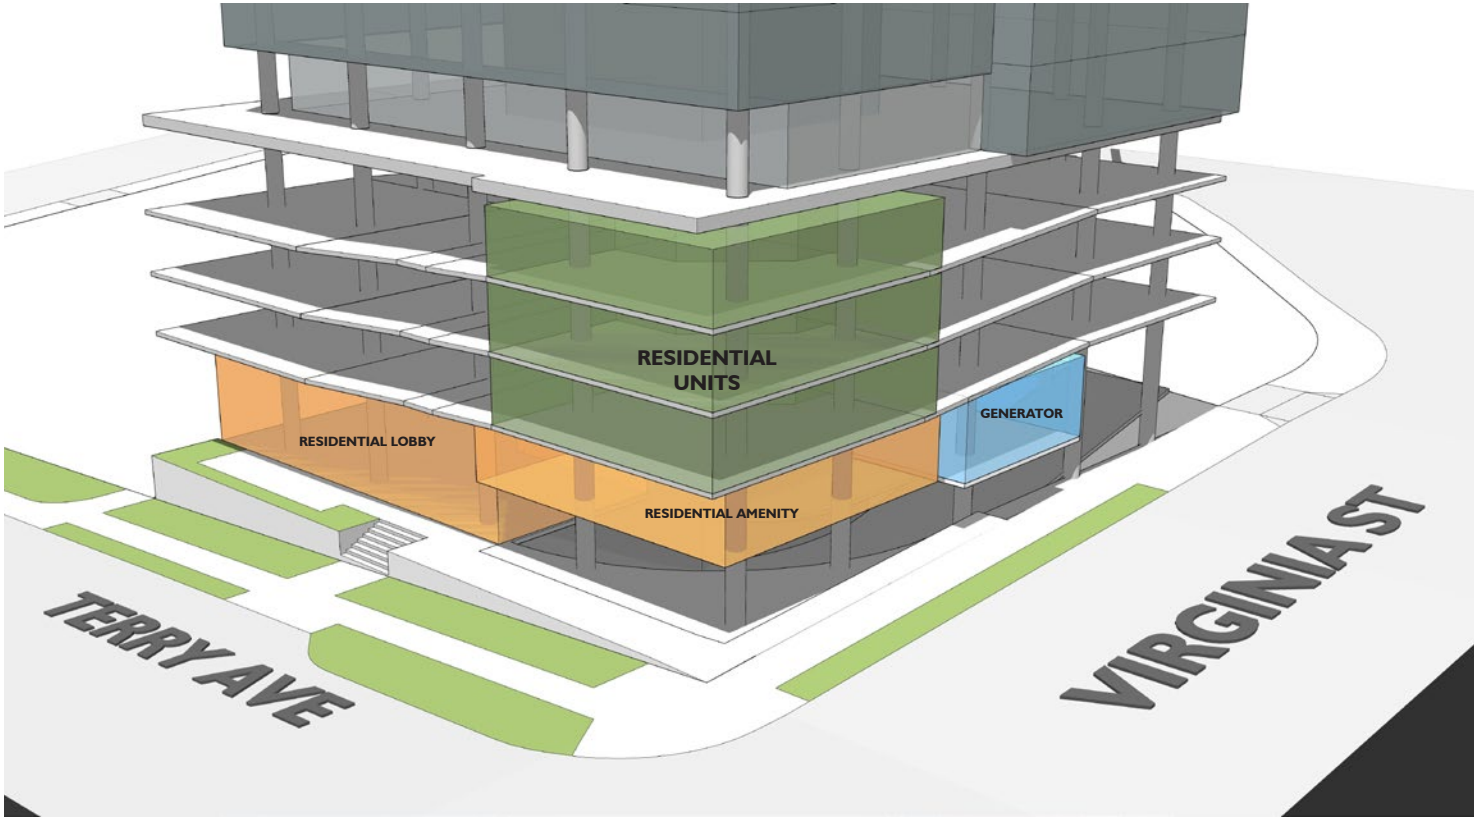 RESIDENTIAL
UNITS
GENERATOR
RESIDENTIAL LOBBY
RESIDENTIAL AMENITY
TERRY AVE
VIRGINIA ST